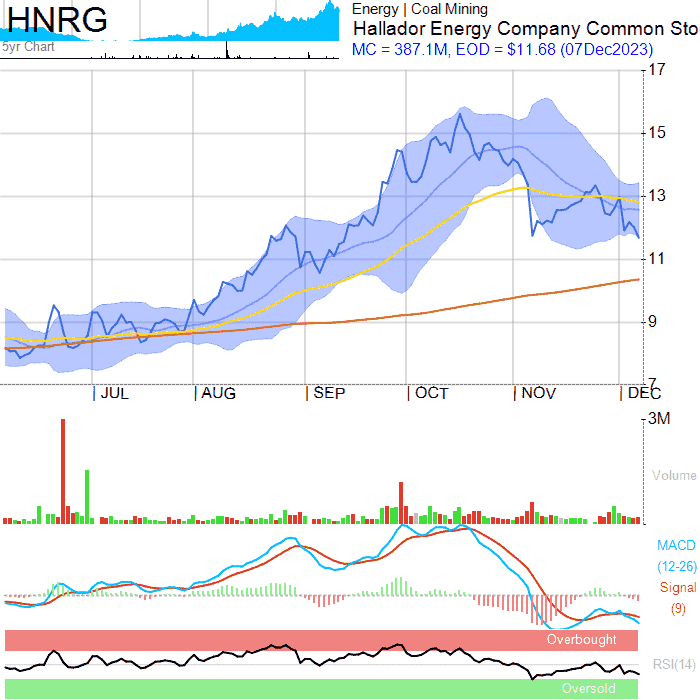 HNRG
5yr Chart
Energy | Coal Mining
Hallador Energy Company Common Sto
MC = 387.1M, EOD = $11.68 (07Dec2023)
17
15
13
11
9
7
JUL AUG SEP OCT NOV DEC
3M
Volume
MACD
(12-26)
Signal
(9)
Overbought
RSI(14)
Oversold